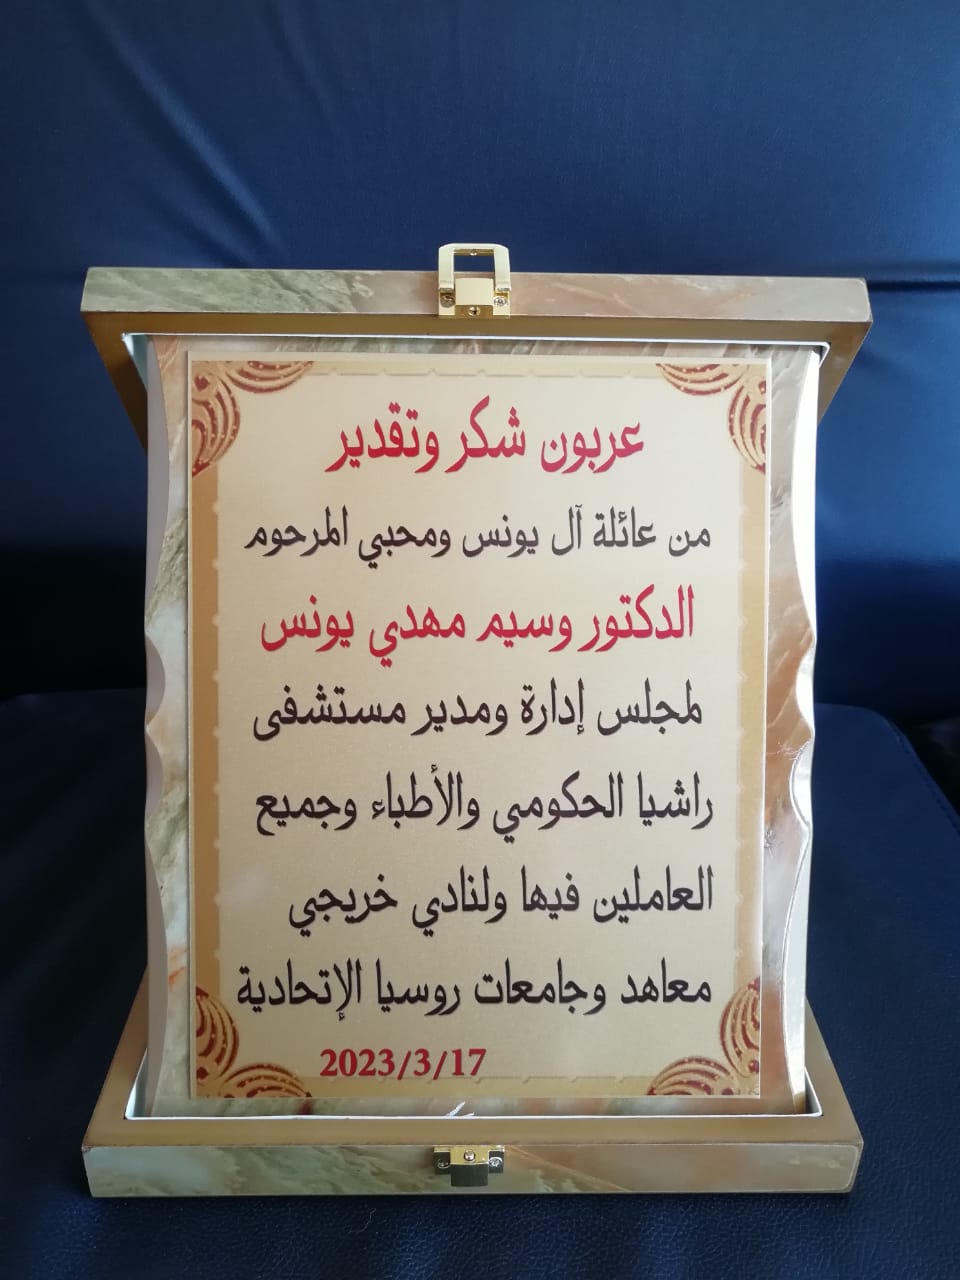 عربون شكر وتقدير
من عائلة آل يونس ومحبي المرحوم
الدكتور وسيم مهدي يونس
لمجلس إدارة ومدير مستشفى
راشيا الحكومي والأطباء وجميع
العاملين فيها ولنادي خريجي
معاهد وجامعات روسيا الإتحادية
2023/3/17